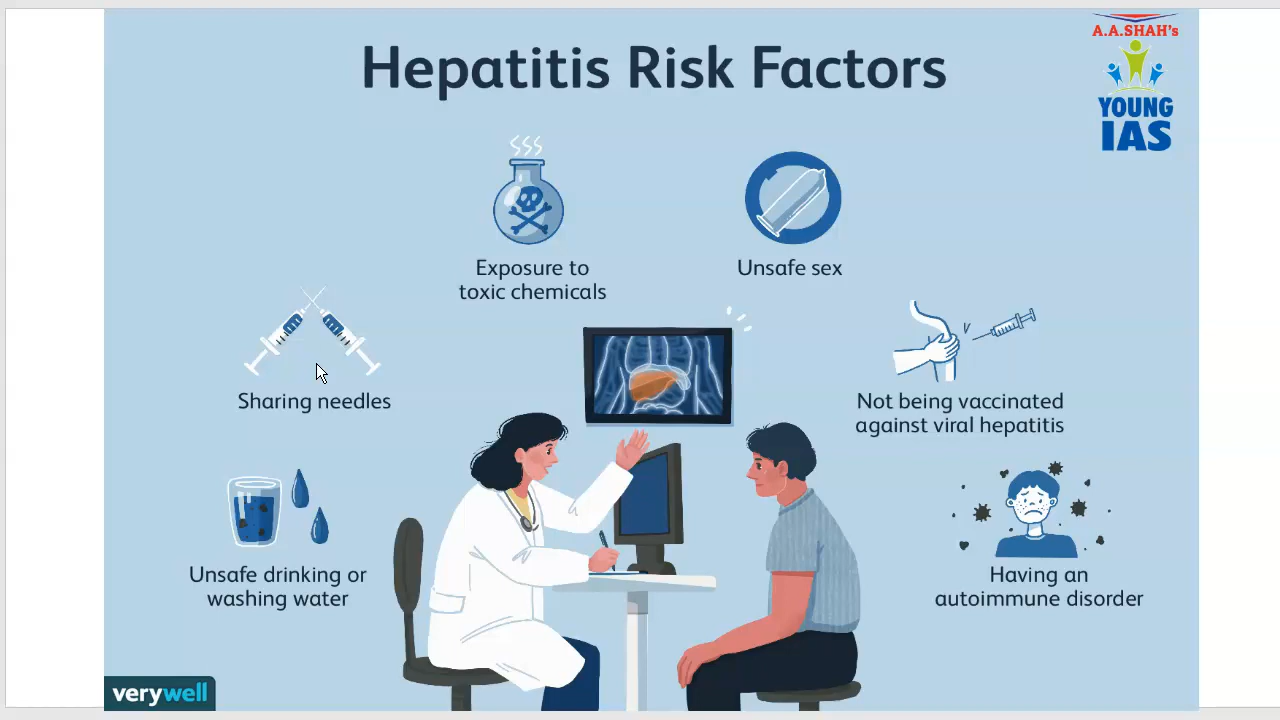 Hepatitis Risk Factors
A.A.SHAH's
YOUNG
IAS
Exposure to
toxic chemicals
Unsafe sex
Sharing needles
Not being vaccinated
against viral hepatitis
Unsafe drinking or
washing water
Having an
autoimmune disorder
verywell